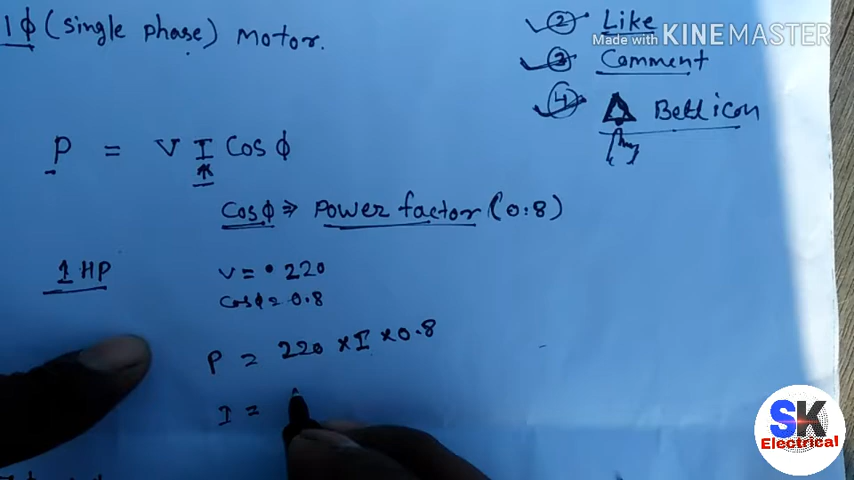 1ϕ (single phase) motor.
② Like
Made with KINEMASTER
③ Comment
④ Bell icon
P = V I Cosϕ
Cosϕ ⇒ Power factor (0.8)
1 HP
V = 220
Cosϕ = 0.8
P = 220 × I × 0.8
I =
SK
Electrical